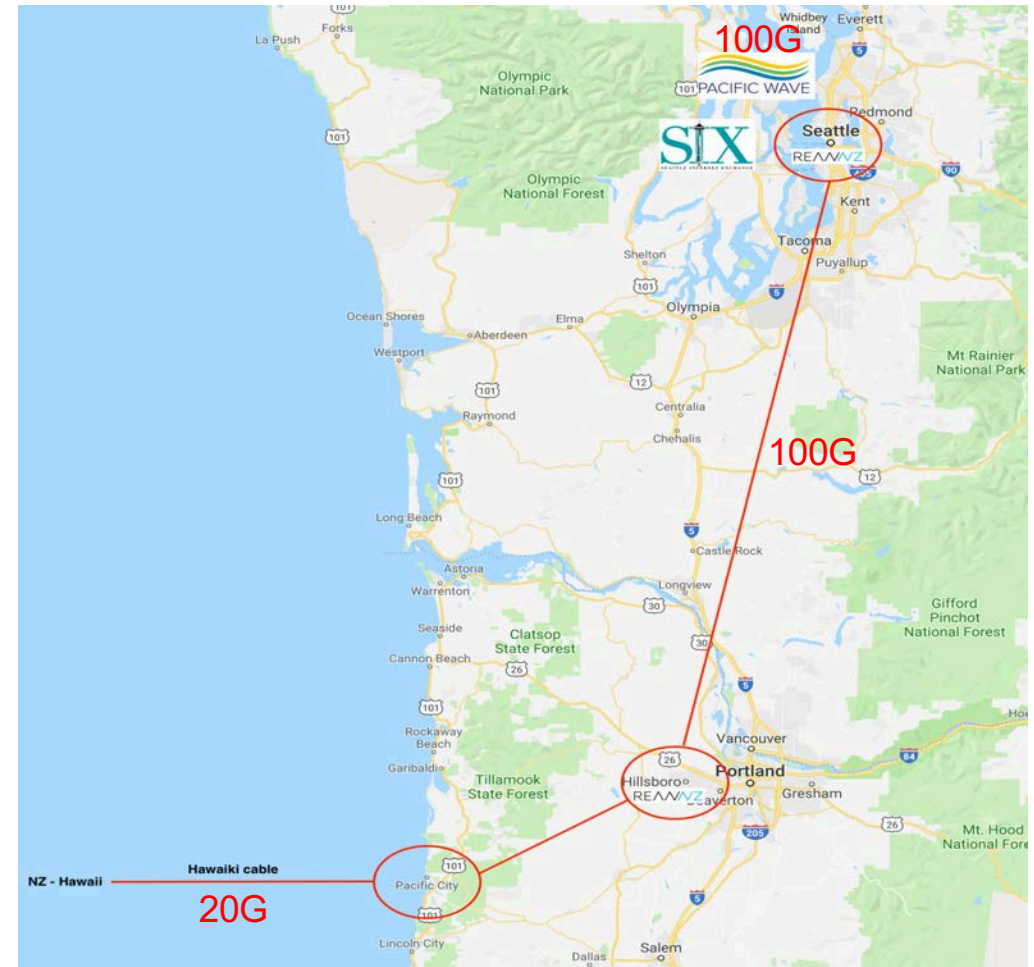 101
Forks
La Push
Whidbey
Island
Everett
5
100G
Olympic
National Park
101
PACIFIC WAVE
101
Redmond
SIX
SEATTLE INTERNET EXCHANGE
Seattle
REANNZ
405
90
Olympic
National Forest
Kent
Tacoma
Shelton
Puyallup
101
5
Olympia
Ocean Shores
Elma
Aberdeen
Westport
Mt Rainier
National Park
12
101
Centralia
Raymond
Chehalis
100G
12
101
Long Beach
5
Castle Rock
Astoria
Warrenton
Longview
30
Gifford
Pinchot
National Forest
Seaside
Clatsop
State Forest
30
Cannon Beach
26
5
101
Rockaway
Beach
Vancouver
26
84
Garibaldi
Portland
Tillamook
State Forest
Hillsboro
REANNZ
Beaverton
Gresham
26
205
Mt. Hood
National Fore
Hawaiki cable
101
NZ - Hawaii
Pacific City
20G
101
5
Lincoln City
Salem
Dallas